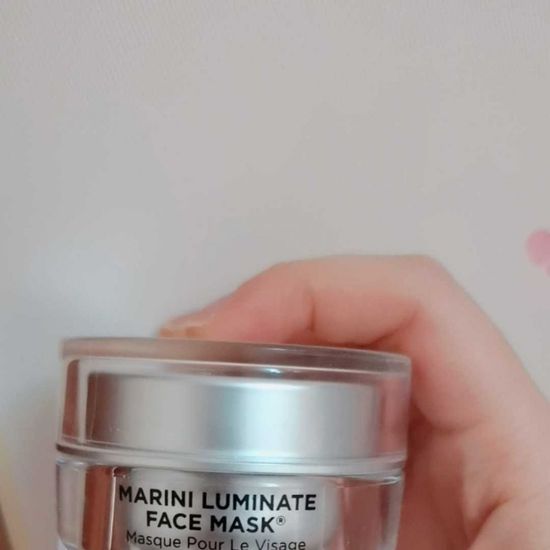 MARINI LUMINATE
FACE MASK®
Masque Pour Le Visage